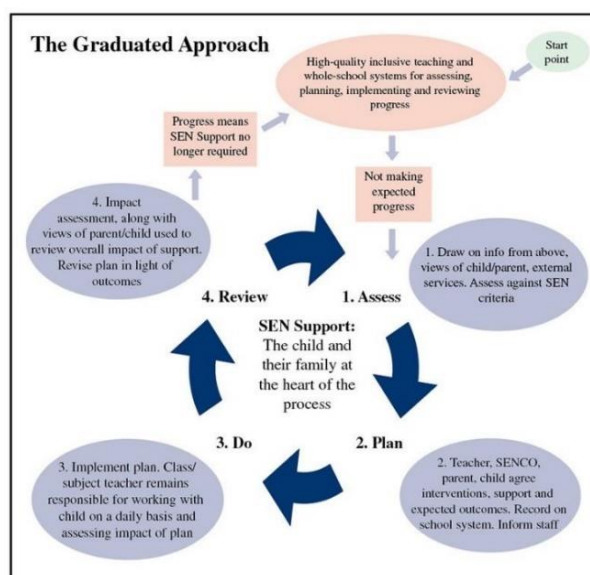 The Graduated Approach
Start
point
High-quality inclusive teaching and
whole-school systems for assessing,
planning, implementing and reviewing
progress
Progress means
SEN Support no
longer required
Not making
expected
progress
4. Impact
assessment, along with
views of parent/child used to
review overall impact of support.
Revise plan in light of
outcomes
1. Draw on info from above,
views of child/parent, external
services. Assess against SEN
criteria
4. Review
1. Assess
SEN Support:
The child and
their family at
the heart of the
process
3. Do
2. Plan
3. Implement plan. Class/
subject teacher remains
responsible for working with
child on a daily basis and
assessing impact of plan
2. Teacher, SENCO,
parent, child agree
interventions, support and
expected outcomes. Record on
school system. Inform staff